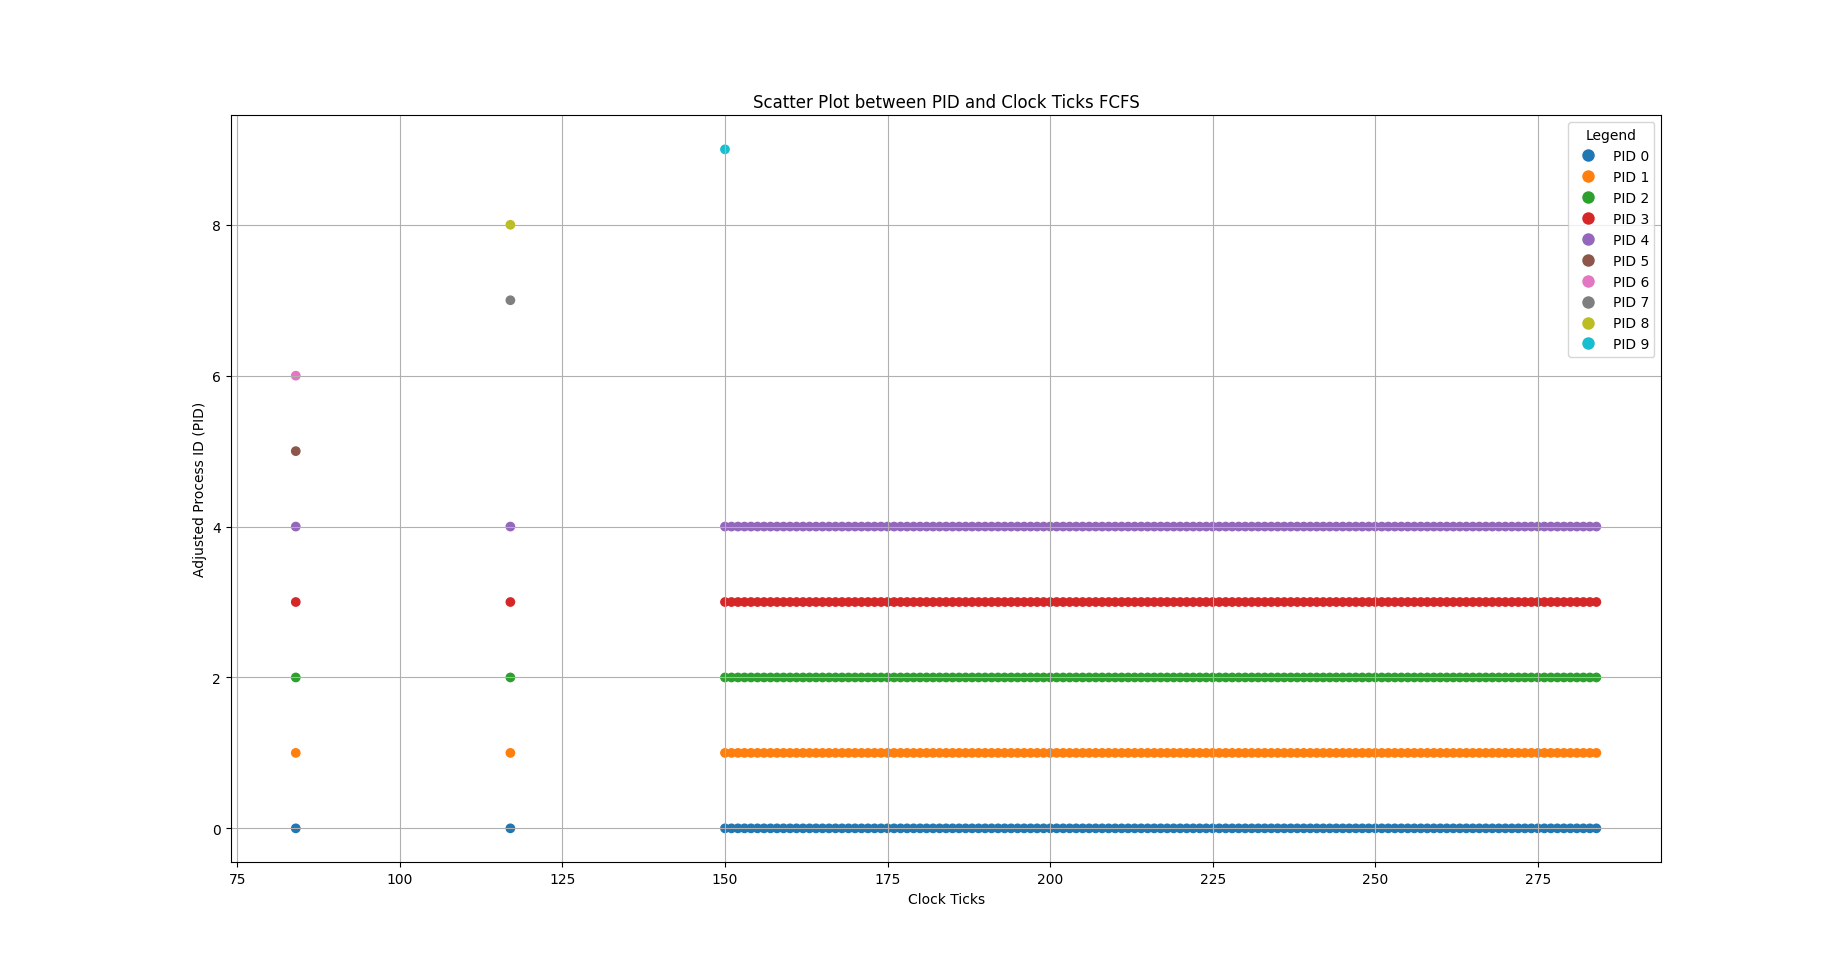 Scatter Plot between PID and Clock Ticks FCFS
Legend
PID 0
PID 1
PID 2
PID 3
PID 4
PID 5
PID 6
PID 7
PID 8
PID 9
Adjusted Process ID (PID)
8
6
4
2
0
75 100 125 150 175 200 225 250 275
Clock Ticks